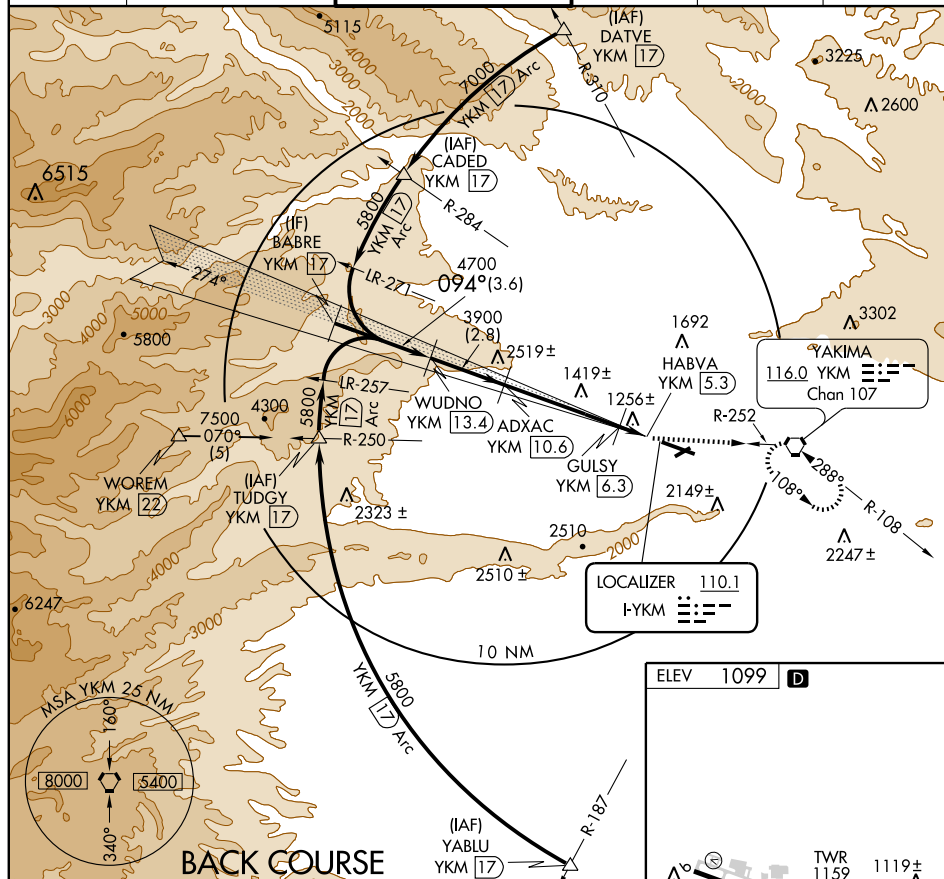 5115
(IAF)
DATVE
YKM 17
R-310
3225
2600
7000
YKM 17 Arc
6515
(IAF)
CADED
YKM 17
R-284
5800
YKM 17
Arc
(IF)
BABRE
YKM 17
274°
LR-271
4700
094° (3.6)
3900
(2.8)
2519±
1692
3302
HABVA
YKM 5.3
YAKIMA
116.0 YKM
Chan 107
3000
4000
5000
5800
1419±
1256±
LR-257
WUDNO
YKM 13.4
ADXAC
YKM 10.6
GULSY
YKM 6.3
R-252
5800
YKM
17
Arc
4300
7500
070°
(5)
R-250
WOREM
YKM 22
(IAF)
TUDGY
YKM 17
2323 ±
2149±
108°
288°
R-108
2247±
2510
2510 ±
2000
LOCALIZER 110.1
I-YKM
6247
3000
4000
6000
10 NM
5800
YKM 17 Arc
MSA YKM 25 NM
160°
8000
5400
340°
ELEV 1099 D
R-187
(IAF)
YABLU
YKM 17
BACK COURSE
TWR
1159
1119±
4000
3000
2000
2000
2000
3000